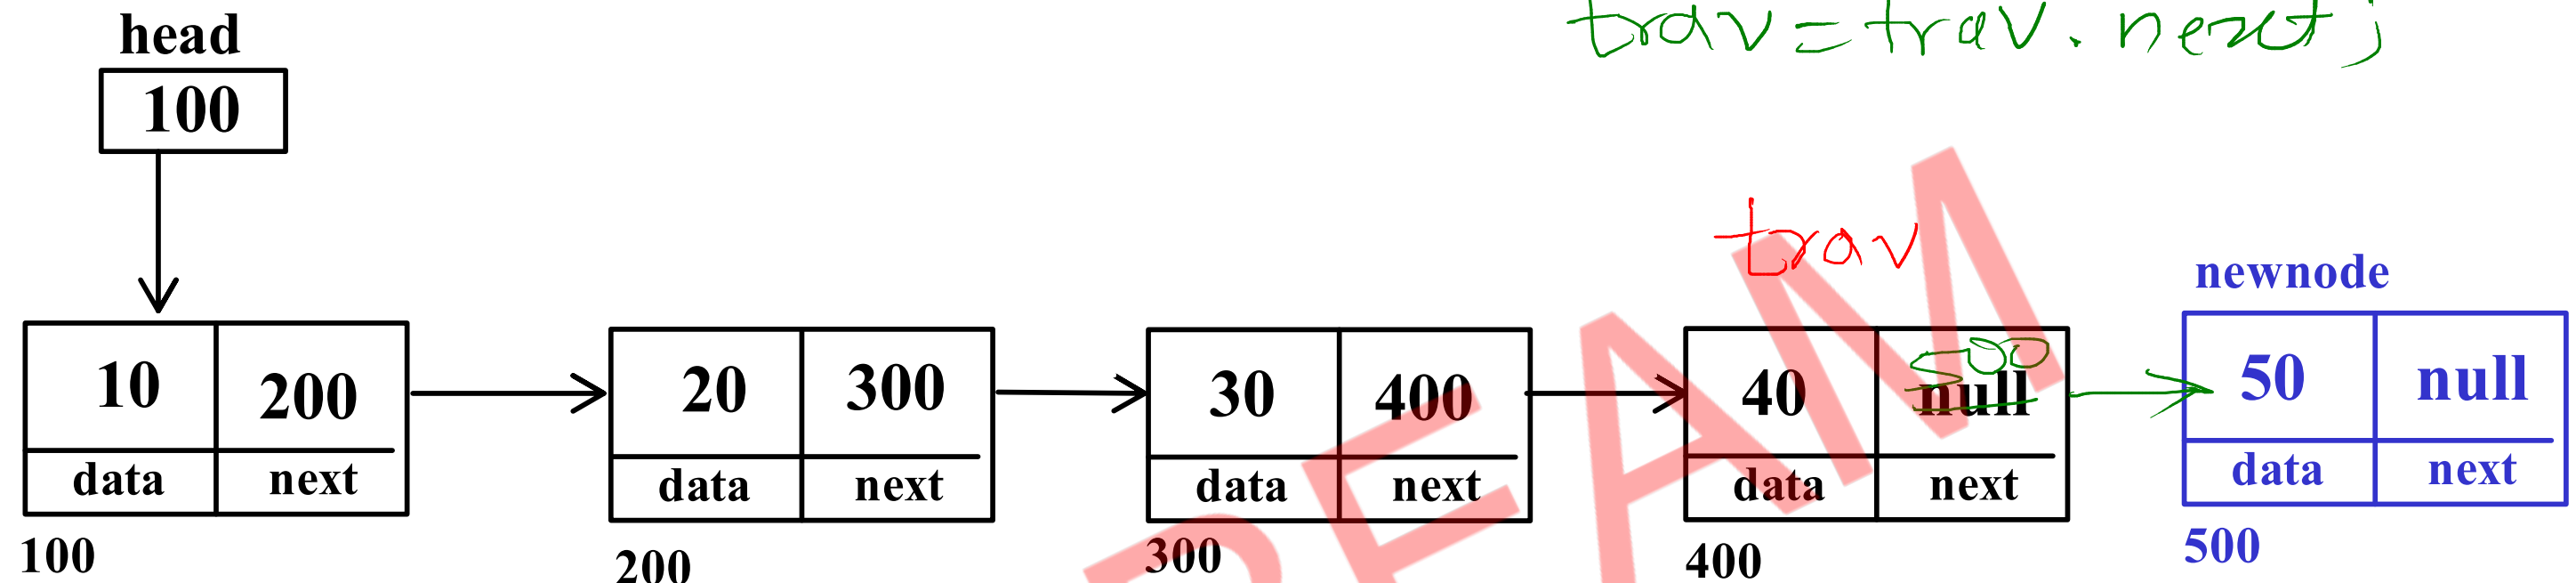 trav=trav.next;
head
100
trav
newnode
10 200
20 300
30 400
40 500
null
50 null
data next
data next
data next
data next
data next
100
200
300
400
500